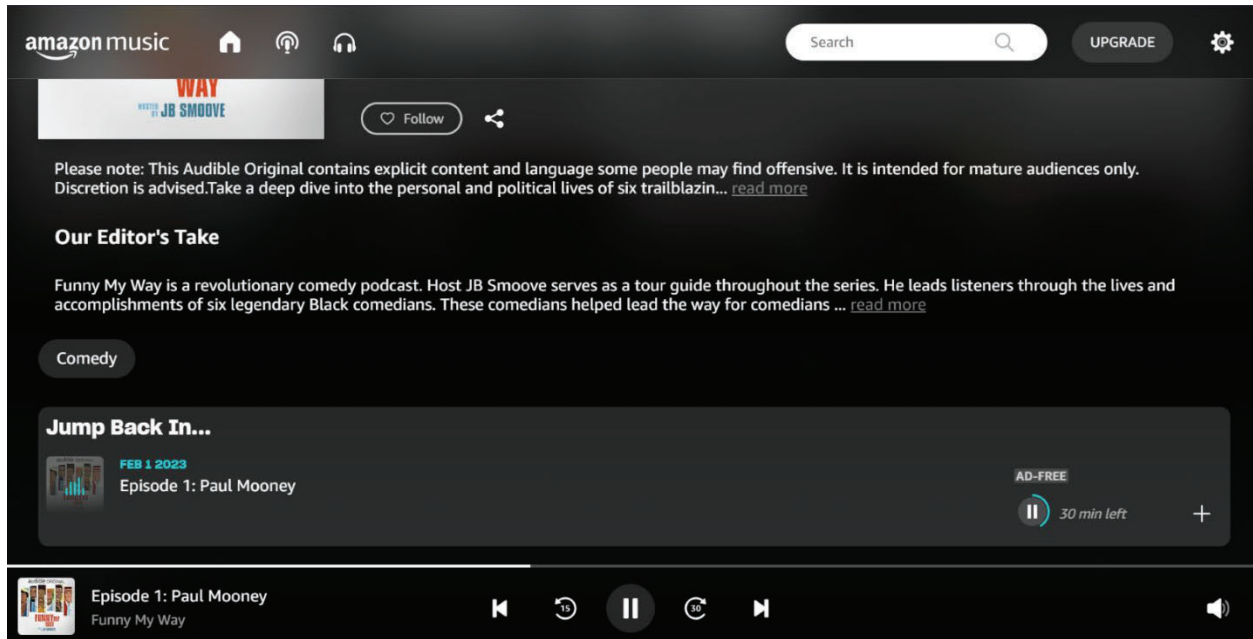 amazon music
Search
UPGRADE
WAY
HOSTED BY JB SMOOVE
Follow
Please note: This Audible Original contains explicit content and language some people may find offensive. It is intended for mature audiences only.
Discretion is advised.Take a deep dive into the personal and political lives of six trailblazin... read more
Our Editor's Take
Funny My Way is a revolutionary comedy podcast. Host JB Smoove serves as a tour guide throughout the series. He leads listeners through the lives and
accomplishments of six legendary Black comedians. These comedians helped lead the way for comedians ... read more
Comedy
Jump Back In...
FEB 1 2023
Episode 1: Paul Mooney
AD-FREE
30 min left
Episode 1: Paul Mooney
Funny My Way
15
30